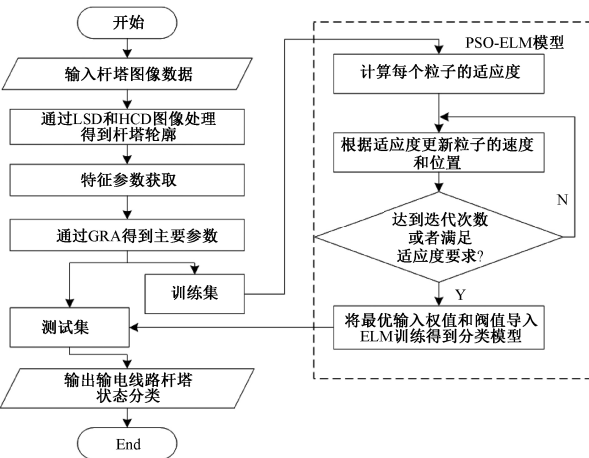 开始
输入杆塔图像数据
通过LSD和HCD图像处理
得到杆塔轮廓
特征参数获取
通过GRA得到主要参数
训练集
测试集
输出输电线路杆塔
状态分类
End
PSO-ELM模型
计算每个粒子的适应度
根据适应度更新粒子的速度
和位置
达到迭代次数
或者满足
适应度要求?
N
Y
将最优输入权值和阀值导入
ELM训练得到分类模型